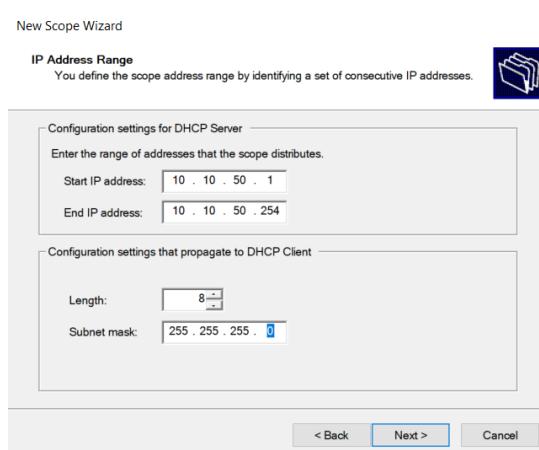 New Scope Wizard
IP Address Range
You define the scope address range by identifying a set of consecutive IP addresses.
Configuration settings for DHCP Server
Enter the range of addresses that the scope distributes.
Start IP address: 10 . 10 . 50 . 1
End IP address: 10 . 10 . 50 . 254
Configuration settings that propagate to DHCP Client
Length: 8
Subnet mask: 255 . 255 . 255 . 0
< Back Next > Cancel